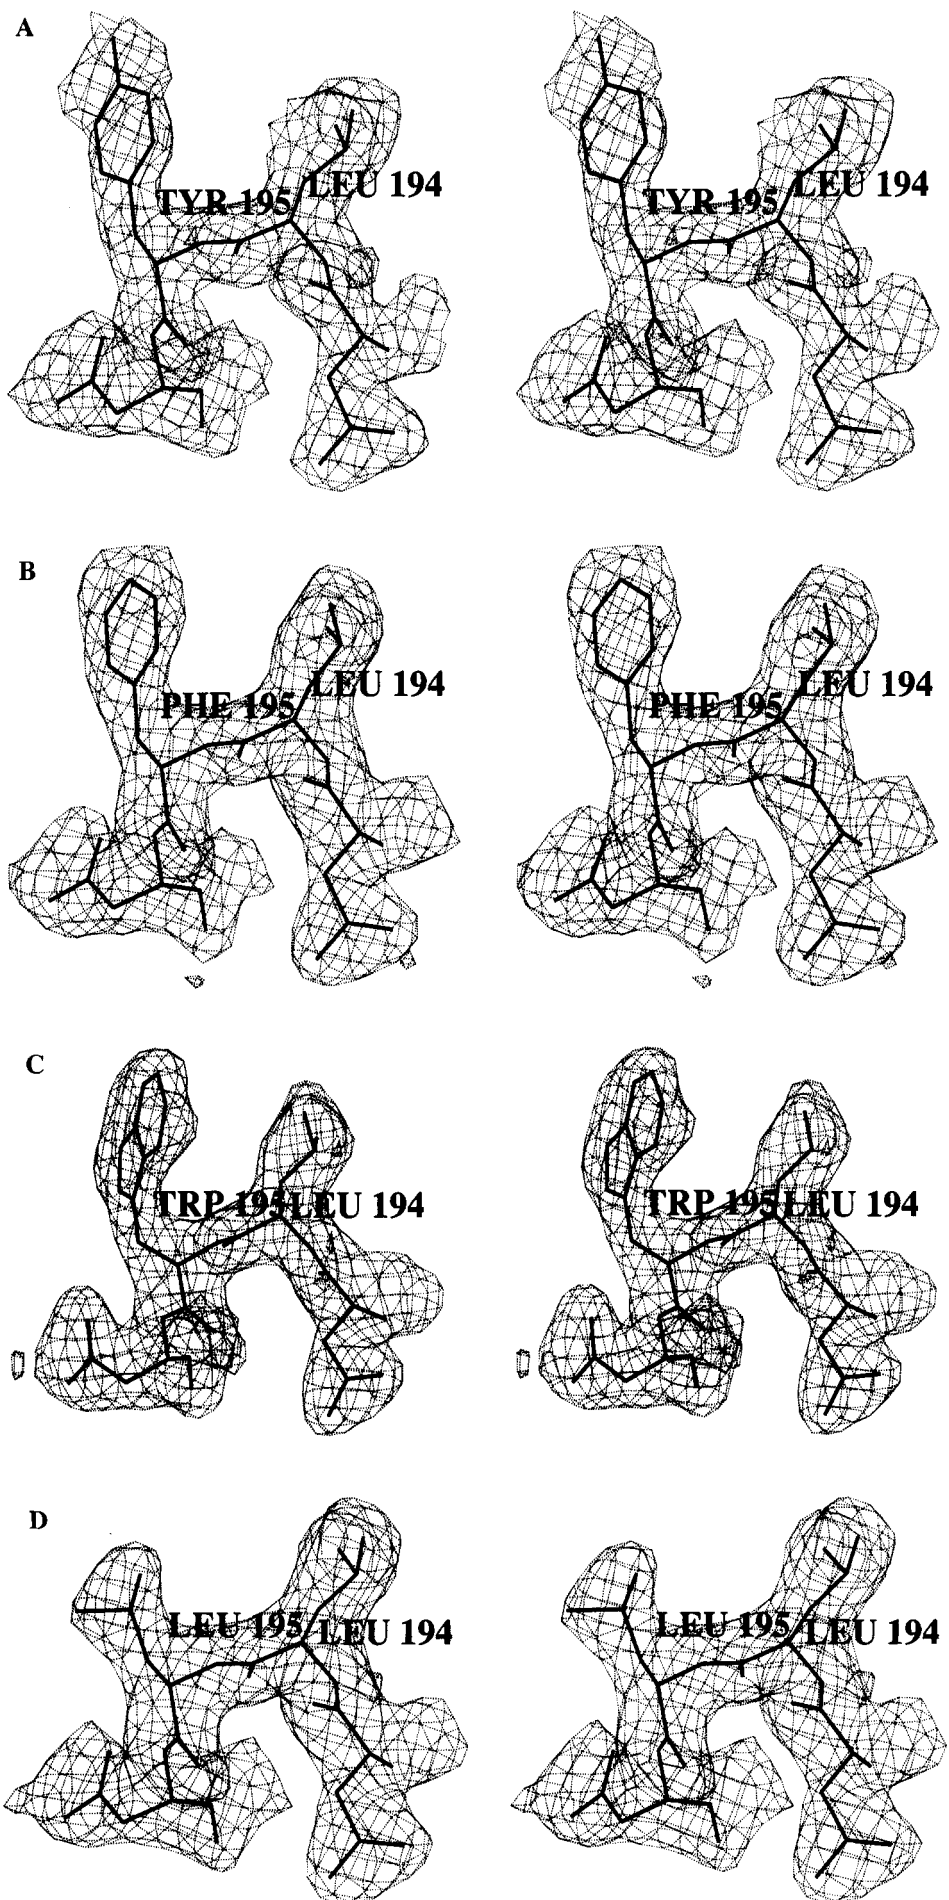 A
TYR 195 LEU 194 TYR 195 LEU 194
B
PHE 195 LEU 194 PHE 195 LEU 194
C
TRP 195 LEU 194 TRP 195 LEU 194
D
LEU 195 LEU 194 LEU 195 LEU 194